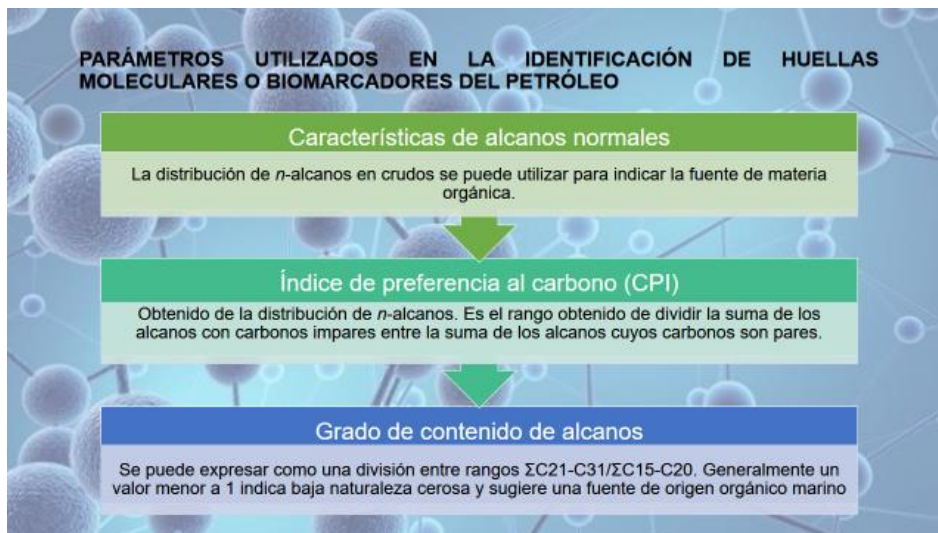 PARÁMETROS UTILIZADOS EN LA IDENTIFICACIÓN DE HUELLAS
MOLECULARES O BIOMARCADORES DEL PETRÓLEO
Características de alcanos normales
La distribución de n-alcanos en crudos se puede utilizar para indicar la fuente de materia
orgánica.
Índice de preferencia al carbono (CPI)
Obtenido de la distribución de n-alcanos. Es el rango obtenido de dividir la suma de los
alcanos con carbonos impares entre la suma de los alcanos cuyos carbonos son pares.
Grado de contenido de alcanos
Se puede expresar como una división entre rangos ΣC21-C31/ΣC15-C20. Generalmente un
valor menor a 1 indica baja naturaleza cerosa y sugiere una fuente de origen orgánico marino